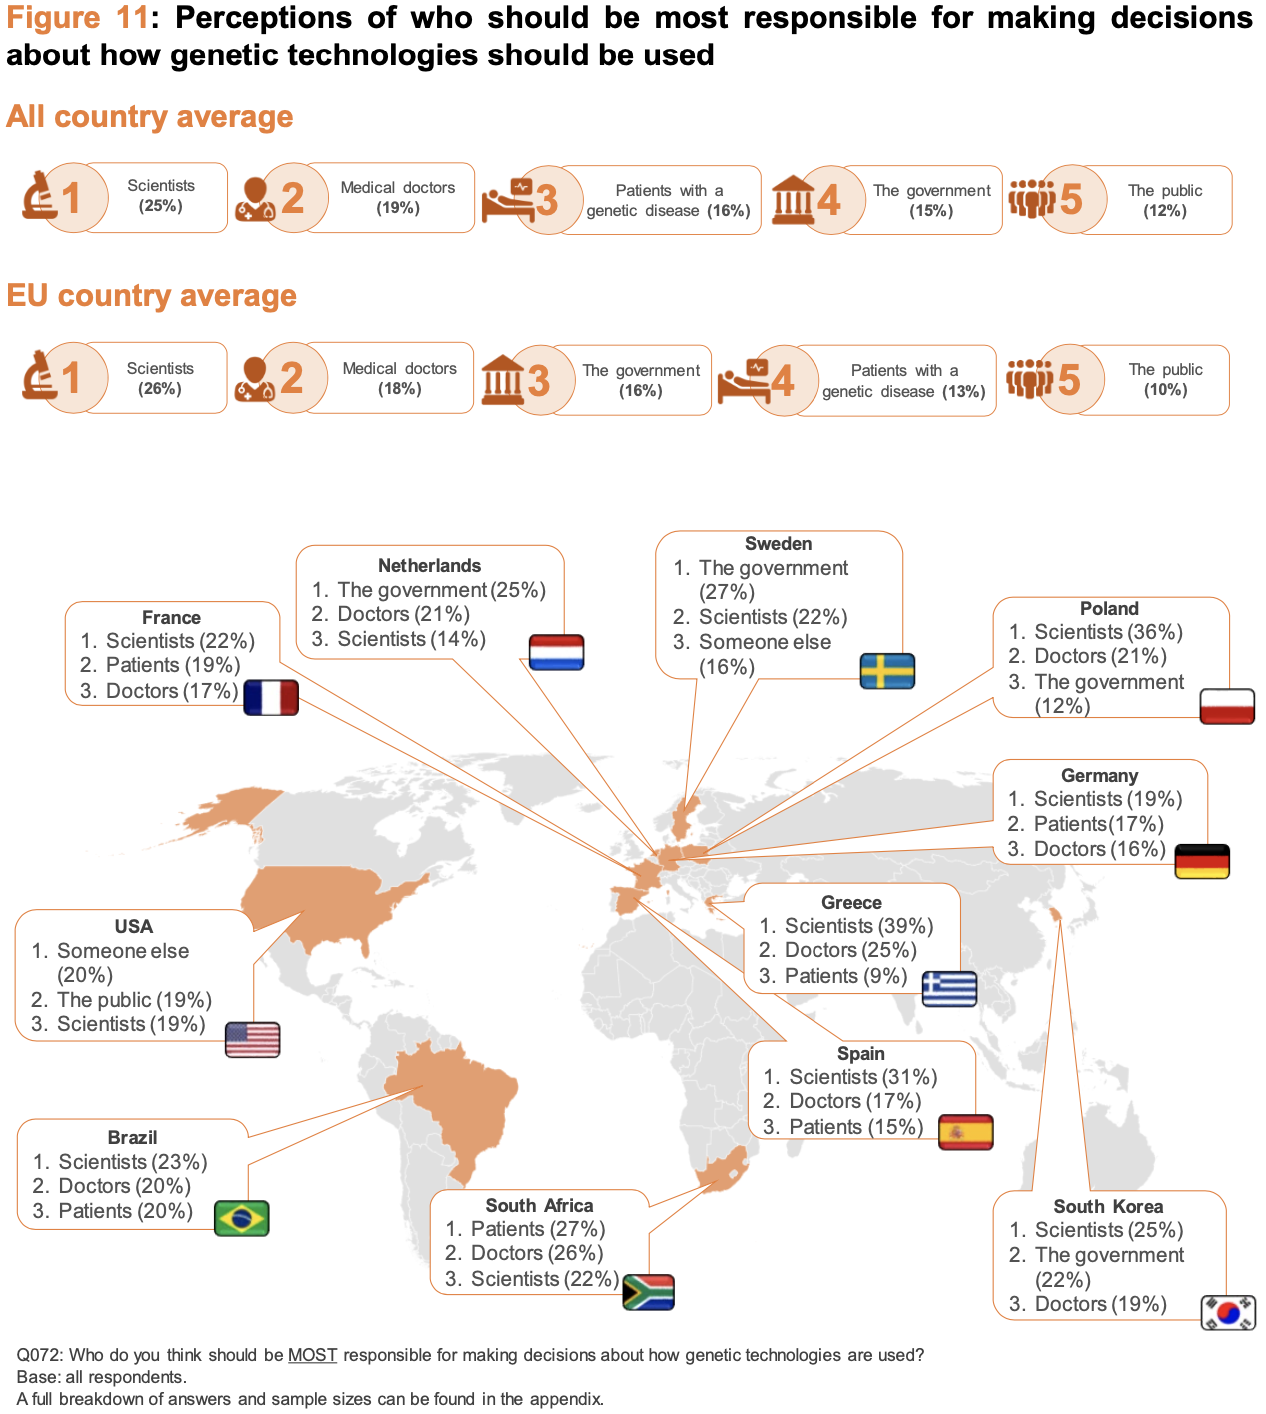 Figure 11: Perceptions of who should be most responsible for making decisions
about how genetic technologies should be used
All country average
1
Scientists
(25%)
2
Medical doctors
(19%)
3
Patients with a
genetic disease (16%)
4
The government
(15%)
5
The public
(12%)
EU country average
1
Scientists
(26%)
2
Medical doctors
(18%)
3
The government
(16%)
4
Patients with a
genetic disease (13%)
5
The public
(10%)
Netherlands
1. The government (25%)
2. Doctors (21%)
3. Scientists (14%)
Sweden
1. The government
(27%)
2. Scientists (22%)
3. Someone else
(16%)
France
1. Scientists (22%)
2. Patients (19%)
3. Doctors (17%)
Poland
1. Scientists (36%)
2. Doctors (21%)
3. The government
(12%)
Germany
1. Scientists (19%)
2. Patients(17%)
3. Doctors (16%)
Greece
1. Scientists (39%)
2. Doctors (25%)
3. Patients (9%)
USA
1. Someone else
(20%)
2. The public (19%)
3. Scientists (19%)
Spain
1. Scientists (31%)
2. Doctors (17%)
3. Patients (15%)
Brazil
1. Scientists (23%)
2. Doctors (20%)
3. Patients (20%)
South Africa
1. Patients (27%)
2. Doctors (26%)
3. Scientists (22%)
South Korea
1. Scientists (25%)
2. The government
(22%)
3. Doctors (19%)
Q072: Who do you think should be MOST responsible for making decisions about how genetic technologies are used?
Base: all respondents.
A full breakdown of answers and sample sizes can be found in the appendix.